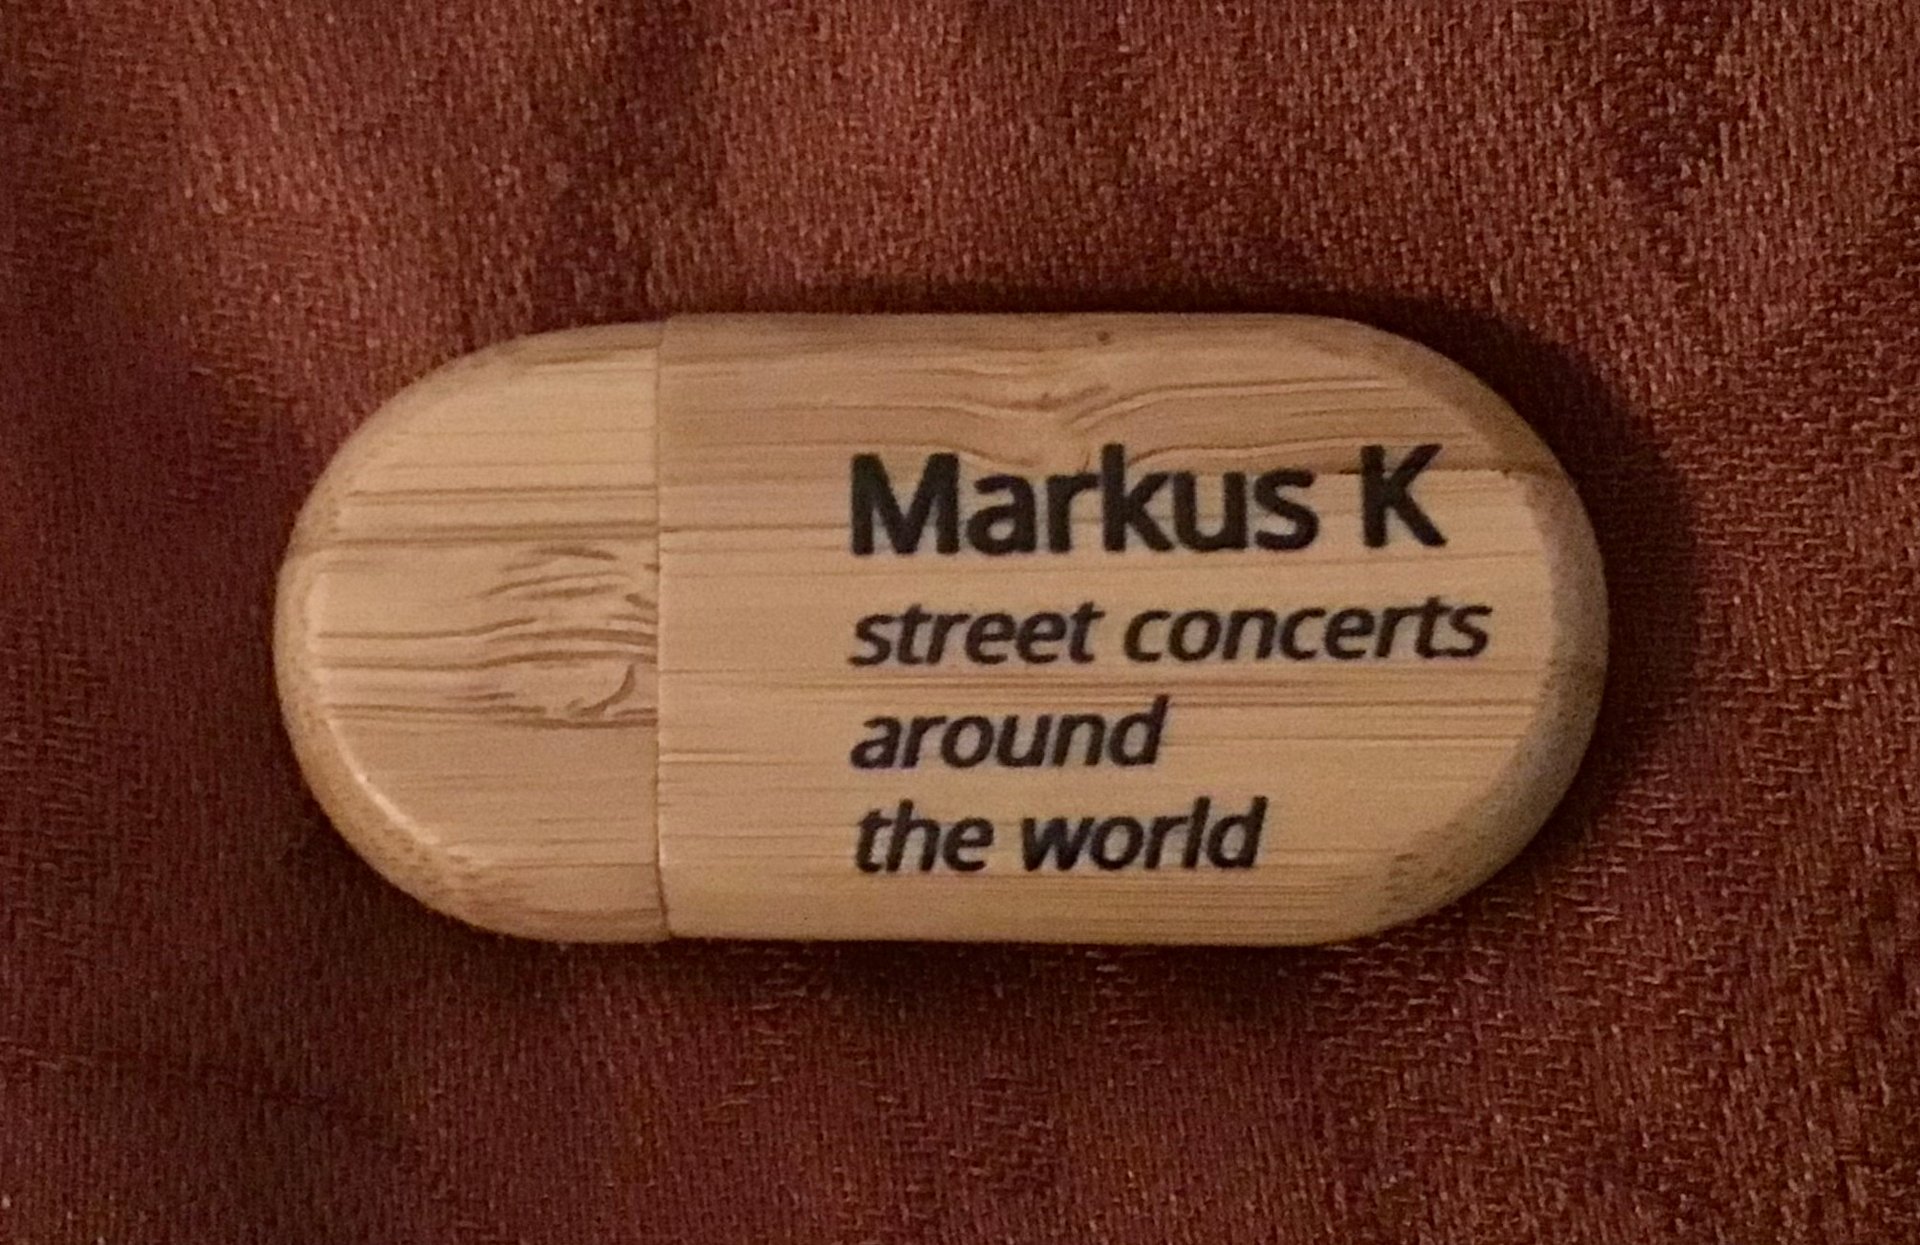 Markus K
street concerts
around
the world